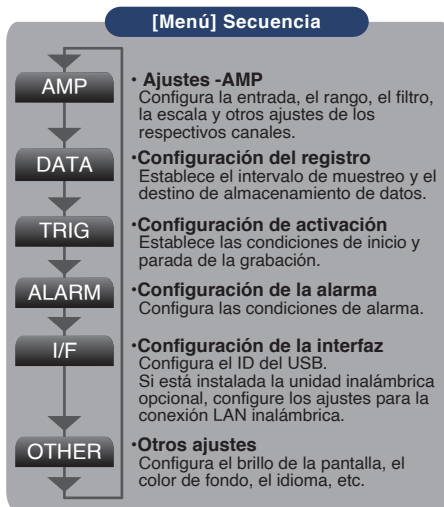 [Menú] Secuencia
AMP
• Ajustes -AMP
Configura la entrada, el rango, el filtro,
la escala y otros ajustes de los
respectivos canales.
DATA
•Configuración del registro
Establece el intervalo de muestreo y el
destino de almacenamiento de datos.
TRIG
•Configuración de activación
Establece las condiciones de inicio y
parada de la grabación.
ALARM
•Configuración de la alarma
Configura las condiciones de alarma.
I/F
•Configuración de la interfaz
Configura el ID del USB.
Si está instalada la unidad inalámbrica
opcional, configure los ajustes para la
conexión LAN inalámbrica.
OTHER
•Otros ajustes
Configura el brillo de la pantalla, el
color de fondo, el idioma, etc.